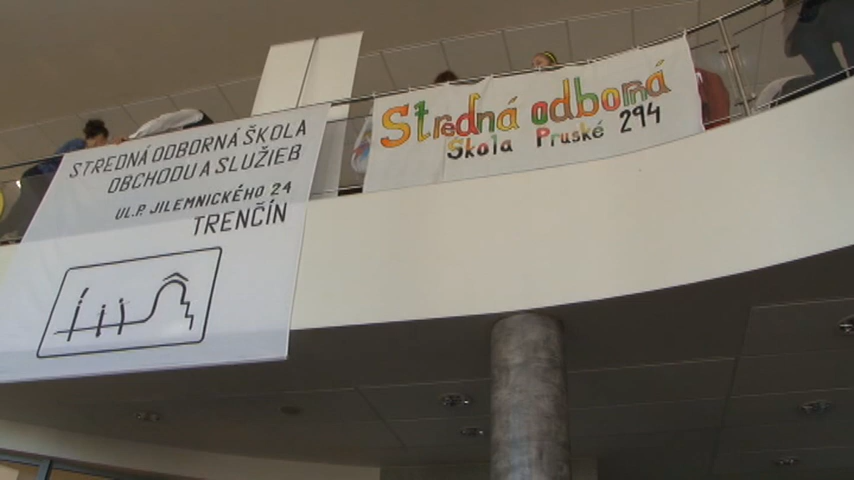 STREDNÁ ODBORNÁ ŠKOLA
OBCHODU A SLUŽIEB
UL.P. JILEMNICKÉHO 24
TRENČÍN
Stredná odborná
Škola Pruské 294